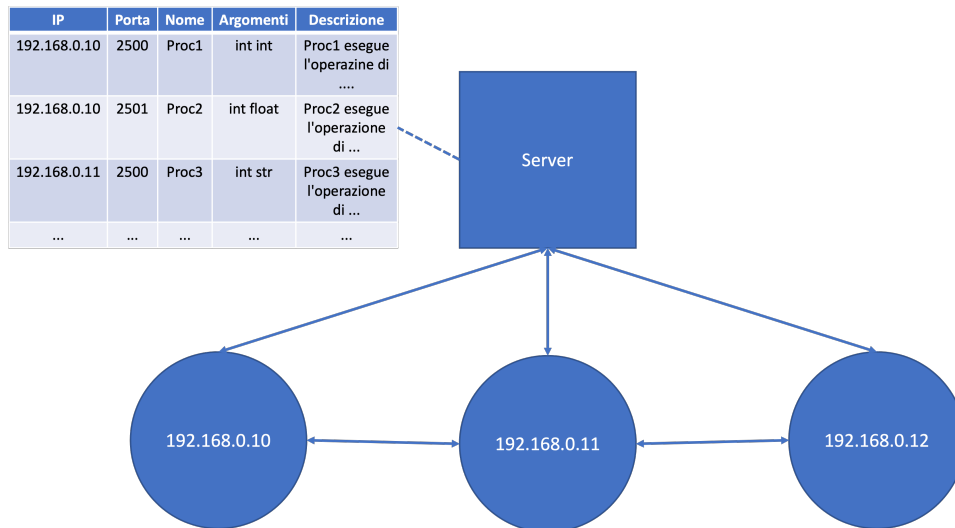 IP Porta Nome Argomenti Descrizione
192.168.0.10 2500 Proc1 int int Proc1 esegue
l'operazine di
....
192.168.0.10 2501 Proc2 int float Proc2 esegue
l'operazione
di ...
192.168.0.11 2500 Proc3 int str Proc3 esegue
l'operazione
di ...
... ... ... ... ...
Server
192.168.0.10
192.168.0.11
192.168.0.12